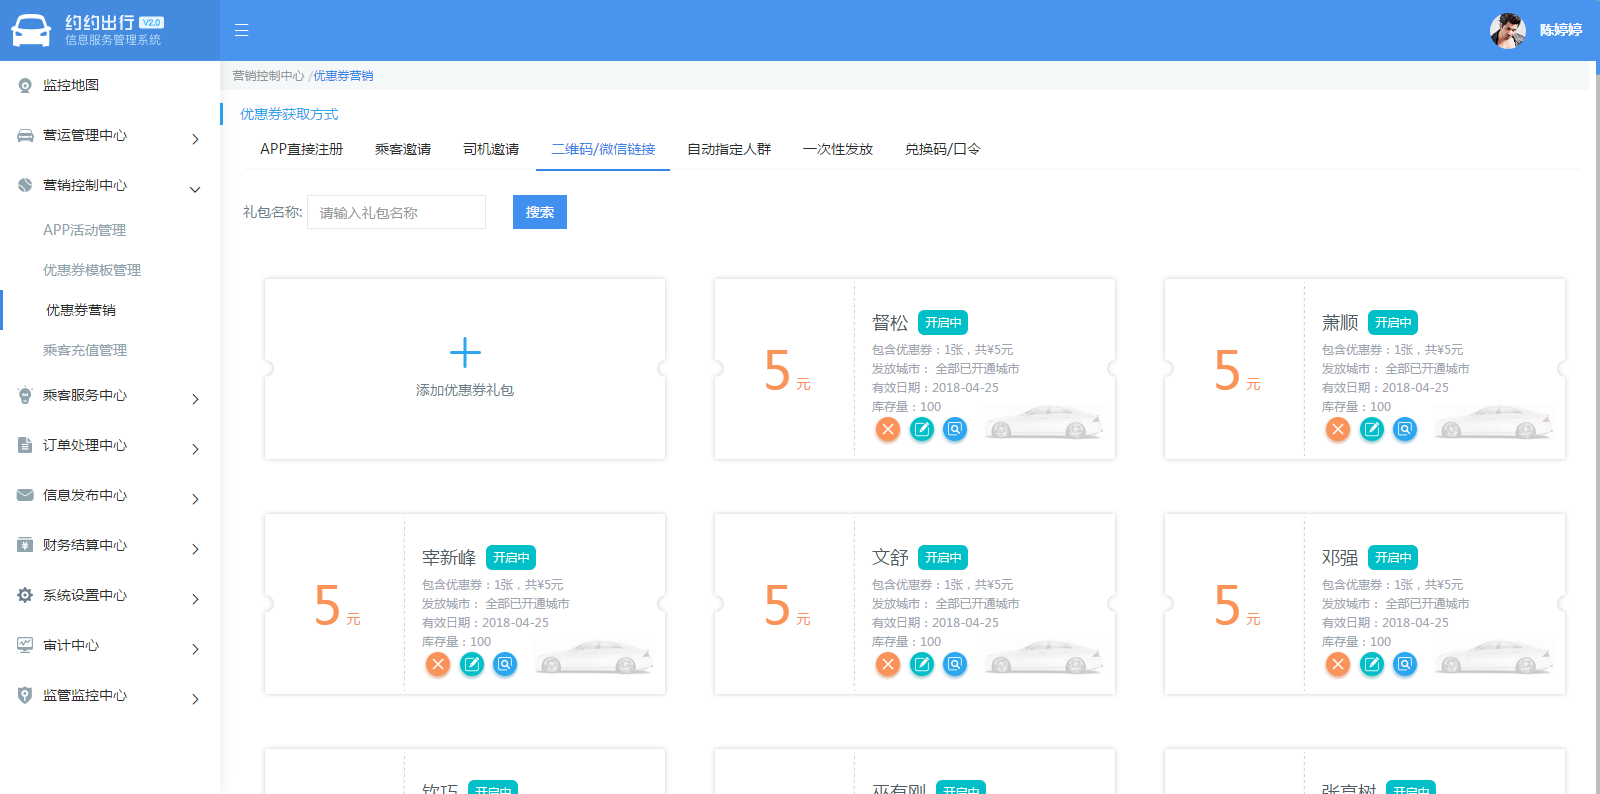 约约出行 V2.0
信息服务管理系统
陈婷婷
监控地图
营运管理中心
营销控制中心
APP活动管理
优惠券模板管理
优惠券营销
乘客充值管理
乘客服务中心
订单处理中心
信息发布中心
财务结算中心
系统设置中心
审计中心
监管监控中心
营销控制中心 /优惠券营销
优惠券获取方式
APP直接注册 乘客邀请 司机邀请 二维码/微信链接 自动指定人群 一次性发放 兑换码/口令
礼包名称: 请输入礼包名称 搜索
添加优惠券礼包
5 元
督松 开启中
包含优惠券：1张，共¥5元
发放城市： 全部已开通城市
有效日期：2018-04-25
库存量：100
5 元
萧顺 开启中
包含优惠券：1张，共¥5元
发放城市： 全部已开通城市
有效日期：2018-04-25
库存量：100
5 元
宰新峰 开启中
包含优惠券：1张，共¥5元
发放城市： 全部已开通城市
有效日期：2018-04-25
库存量：100
5 元
文舒 开启中
包含优惠券：1张，共¥5元
发放城市： 全部已开通城市
有效日期：2018-04-25
库存量：100
5 元
邓强 开启中
包含优惠券：1张，共¥5元
发放城市： 全部已开通城市
有效日期：2018-04-25
库存量：100
钦巧 开启中
巫有刚 开启中
开启中